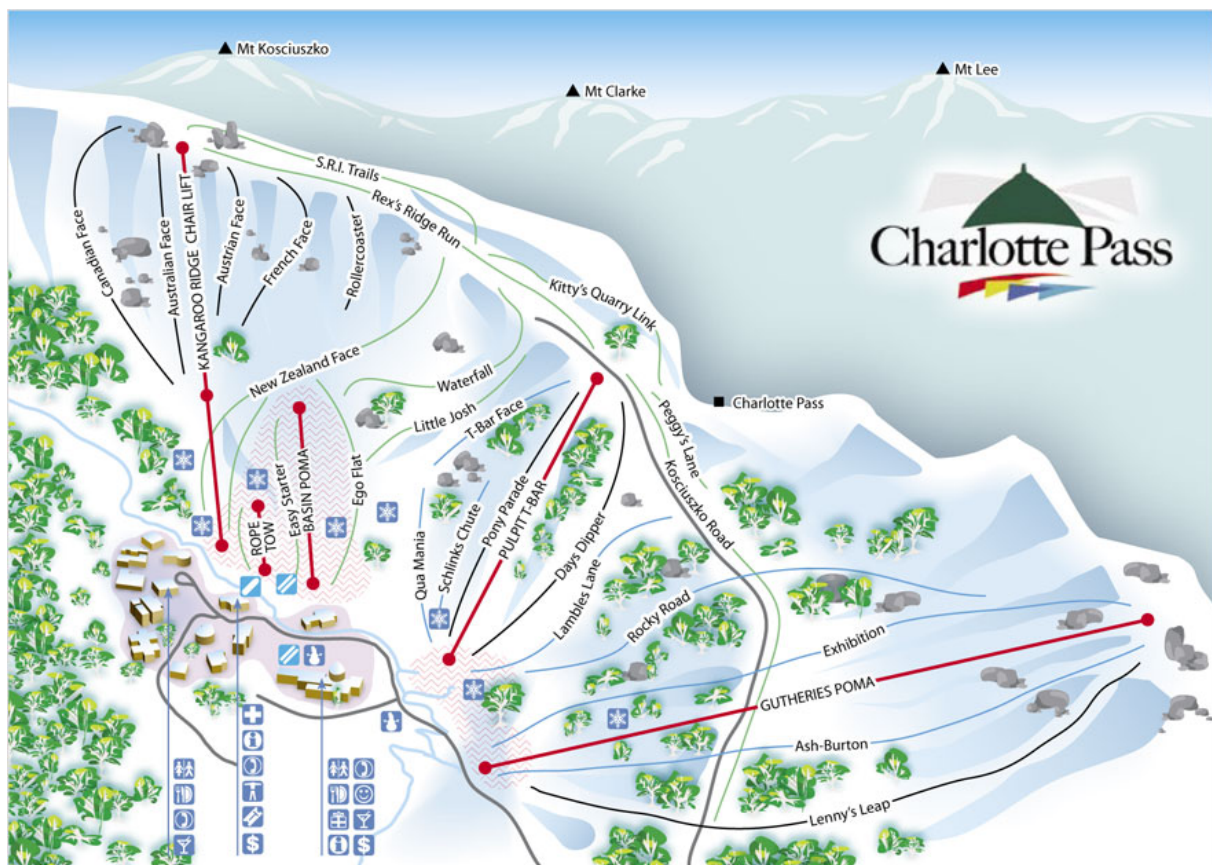 Mt Kosciuszko
Mt Clarke
Mt Lee
Charlotte Pass
S.R.I. Trails
Rex's Ridge Run
Canadian Face
Australian Face
KANGAROO RIDGE CHAIR LIFT
Austrian Face
French Face
Rollercoaster
Kitty's Quarry Link
New Zealand Face
Waterfall
Little Josh
T-Bar Face
Charlotte Pass
Peggy's Lane
Kosciuszko Road
ROPE
TOW
Easy Starter
BASIN POMA
Ego Flat
Qua Mania
Schlinks Chute
Pony Parade
PULPIT T-BAR
Days Dipper
Lambles Lane
Rocky Road
Exhibition
GUTHERIES POMA
Ash-Burton
Lenny's Leap
i
$
i
$